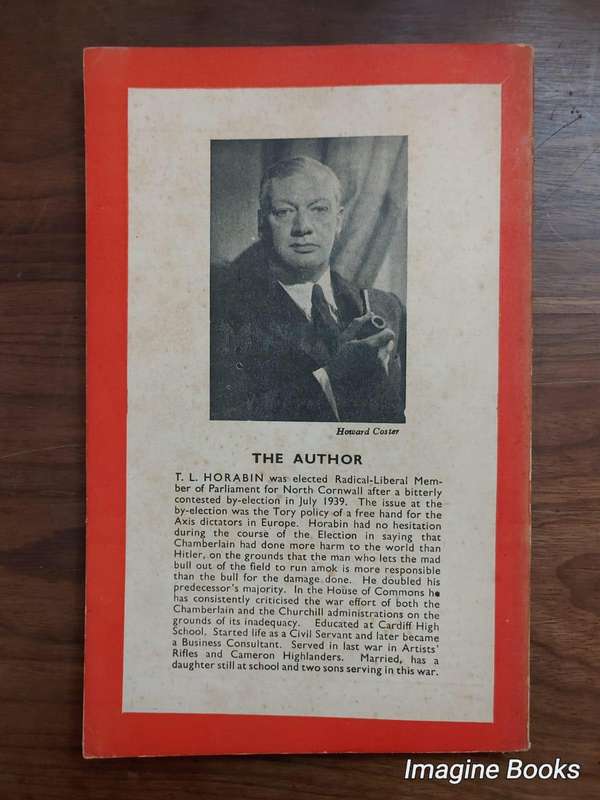 Howard Coster
THE AUTHOR
T. L. HORABIN was elected Radical-Liberal Mem-
ber of Parliament for North Cornwall after a bitterly
contested by-election in July 1939. The issue at the
by-election was the Tory policy of a free hand for the
Axis dictators in Europe. Horabin had no hesitation
during the course of the Election in saying that
Chamberlain had done more harm to the world than
Hitler, on the grounds that the man who lets the mad
bull out of the field to run amok is more responsible
than the bull for the damage done. He doubled his
predecessor's majority. In the House of Commons he
has consistently criticised the war effort of both the
Chamberlain and the Churchill administrations on the
grounds of its inadequacy. Educated at Cardiff High
School. Started life as a Civil Servant and later became
a Business Consultant. Served in last war in Artists'
Rifles and Cameron Highlanders. Married, has a
daughter still at school and two sons serving in this war.
Imagine Books